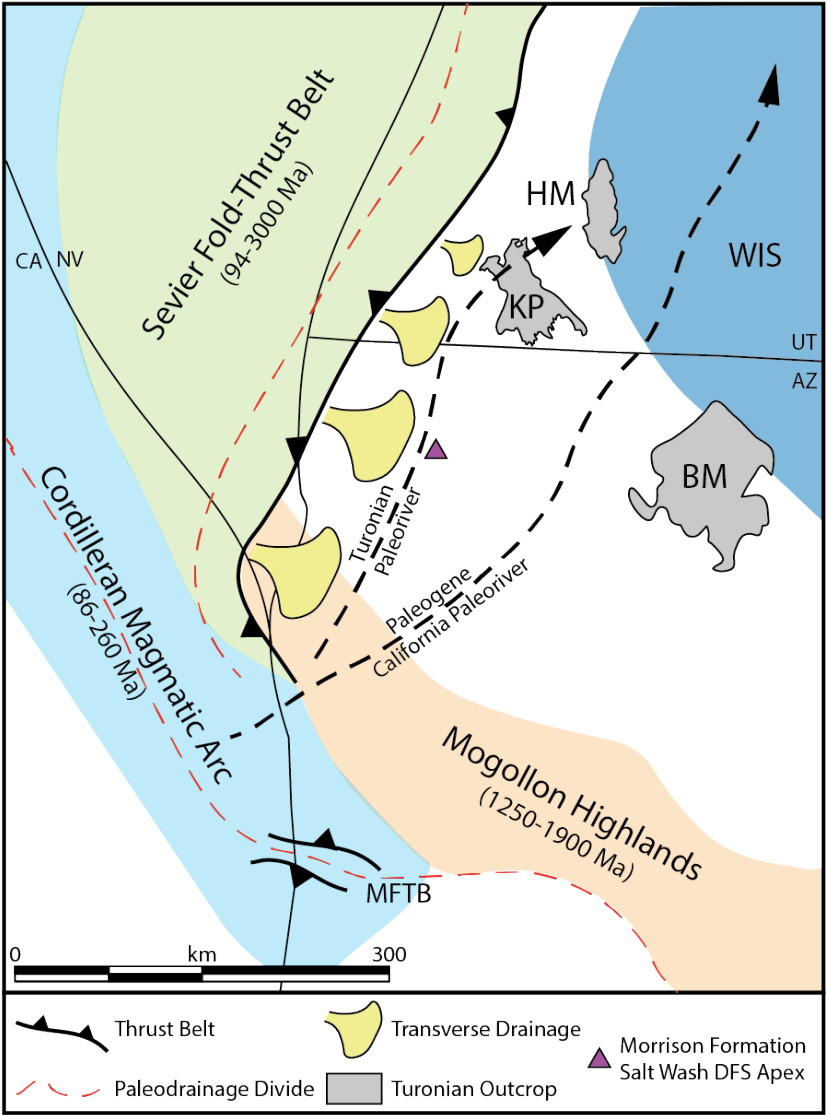 Sevier Fold-Thrust Belt
(94-3000 Ma)
HM
WIS
CA
NV
KP
UT
AZ
BM
Turonian
Paleoriver
Cordilleran Magmatic Arc
(86-260 Ma)
Paleogene
California Paleoriver
Mogollon Highlands
(1250-1900 Ma)
MFTB
0
km
300
Thrust Belt
Transverse Drainage
Morrison Formation
Salt Wash DFS Apex
Paleodrainage Divide
Turonian Outcrop